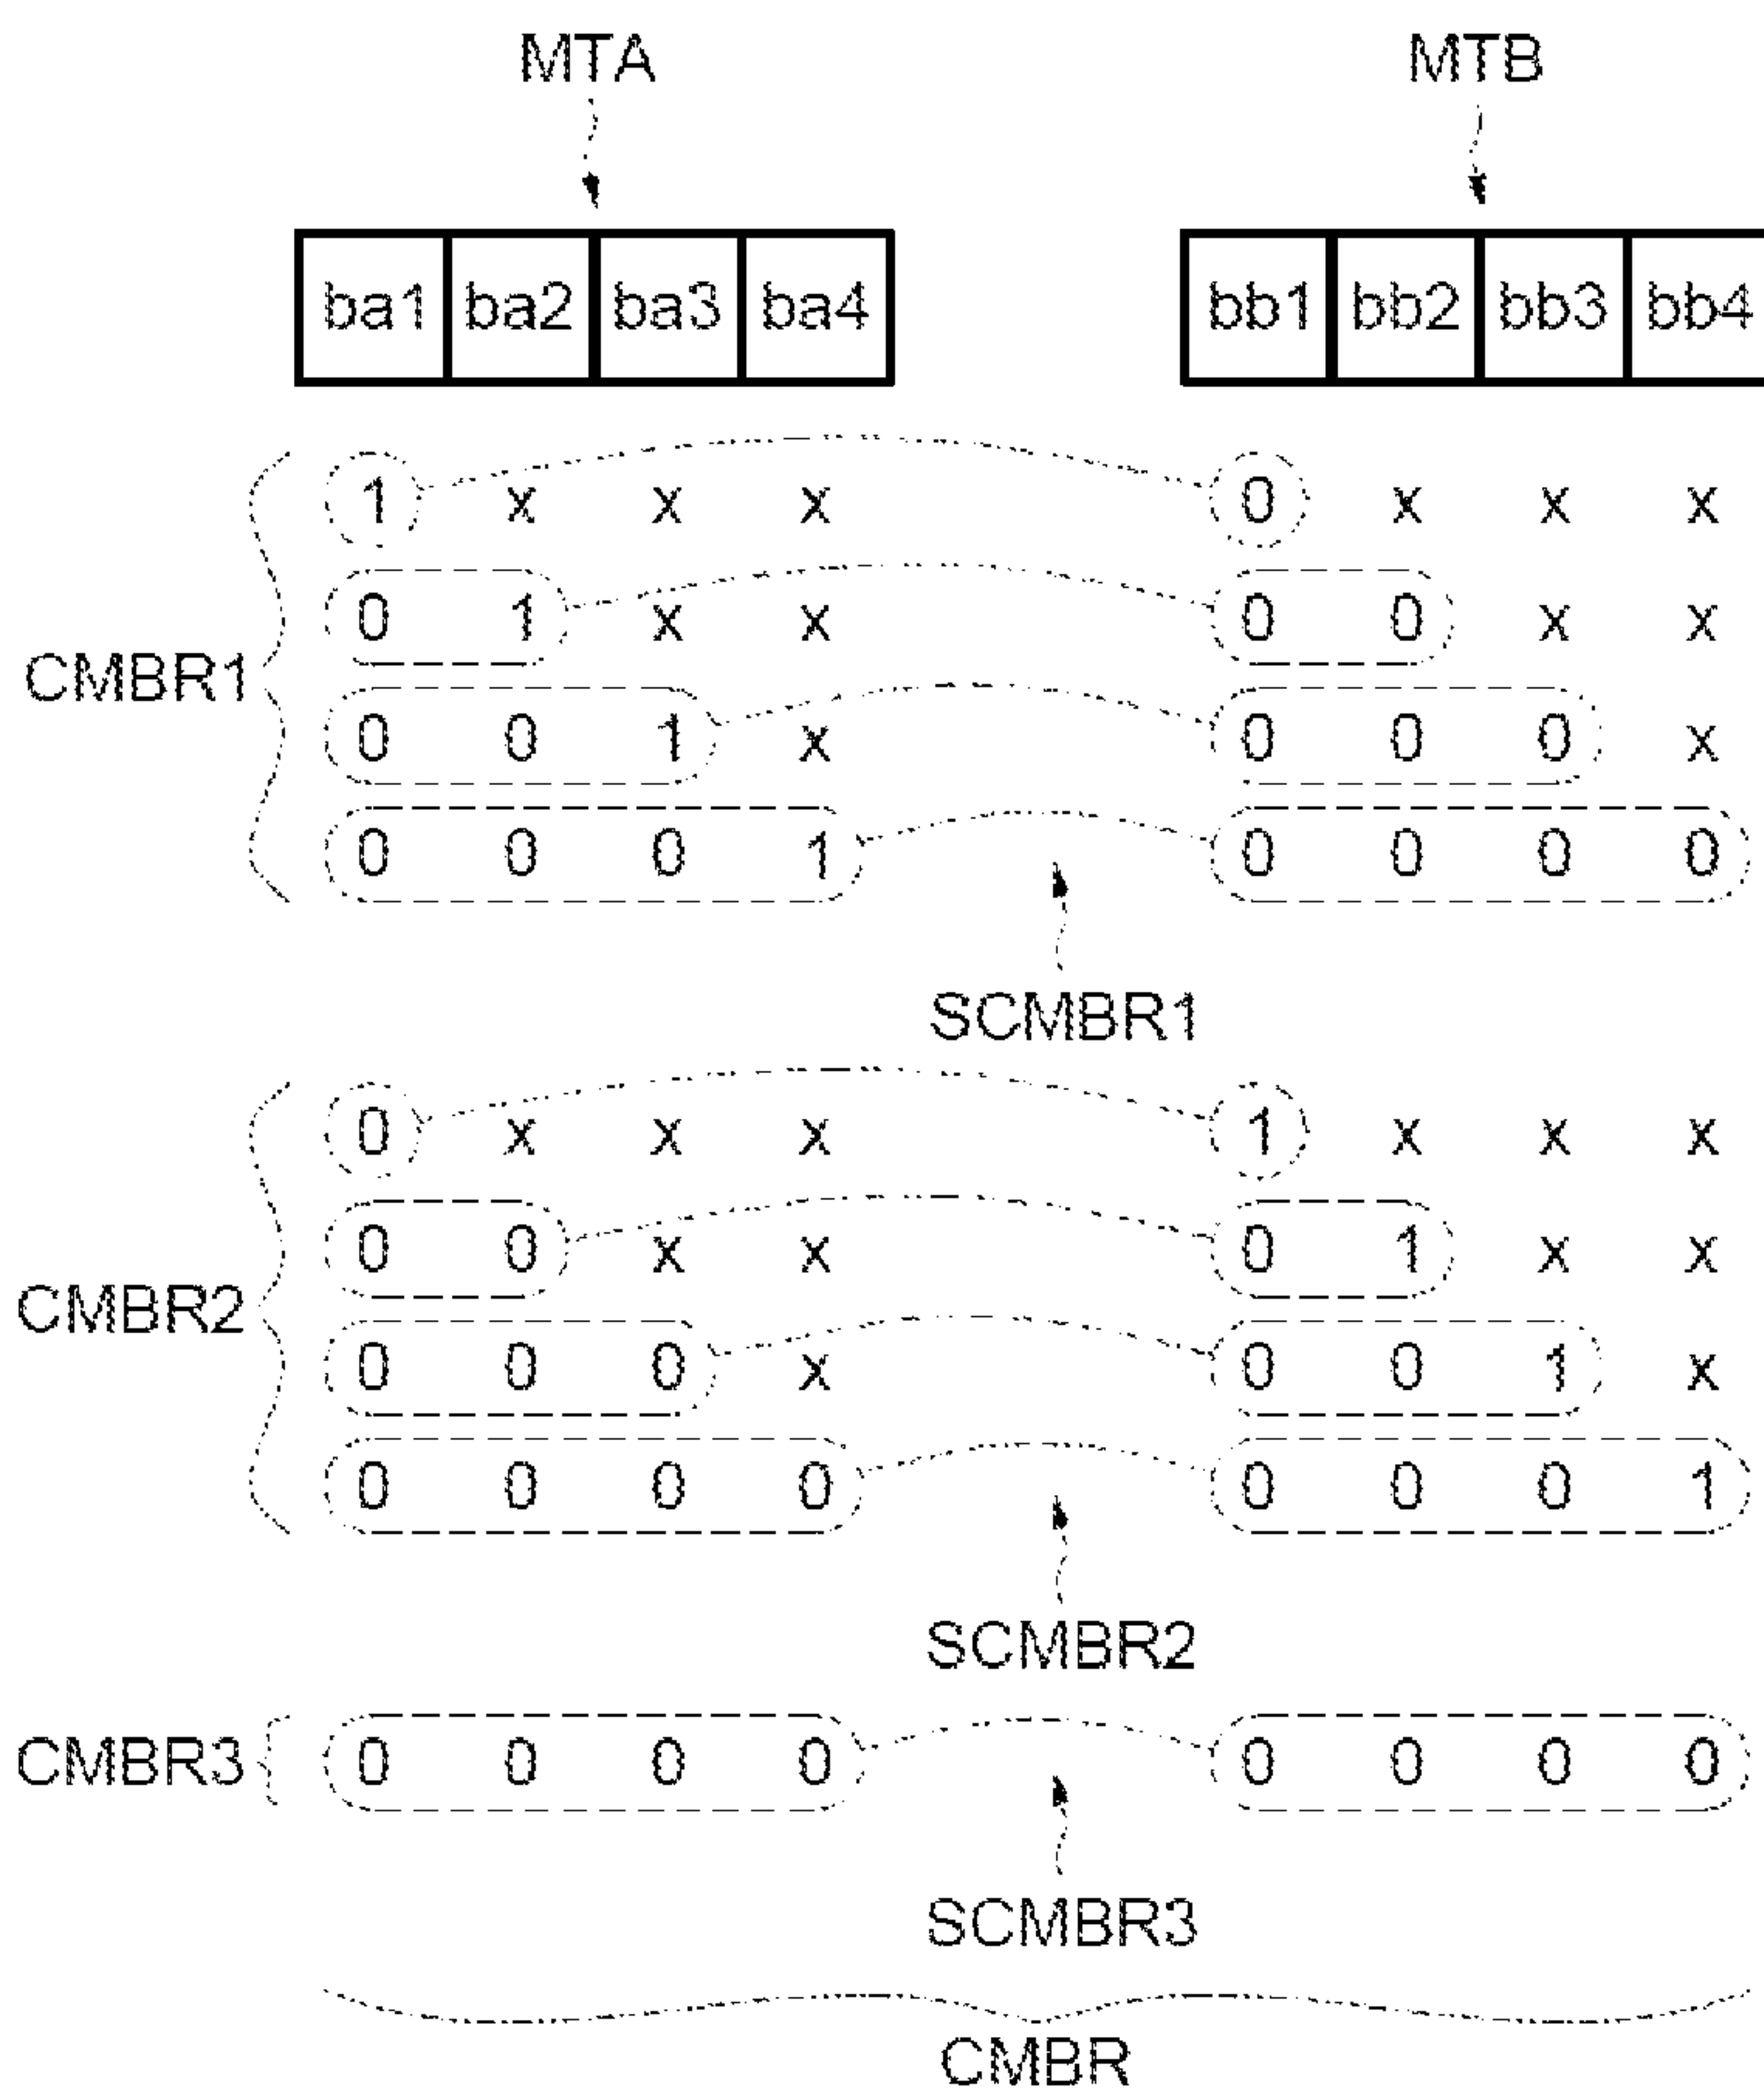 MTA MTB
ba1 ba2 ba3 ba4 bb1 bb2 bb3 bb4
1 x x x 0 x x x
0 1 x x 0 0 x x
CMBR1
0 0 1 x 0 0 0 x
0 0 0 1 0 0 0 0
SCMBR1
0 x x x 1 x x x
0 0 x x 0 1 x x
CMBR2
0 0 0 x 0 0 1 x
0 0 0 0 0 0 0 1
SCMBR2
CMBR3 0 0 0 0 0 0 0 0
SCMBR3
CMBR